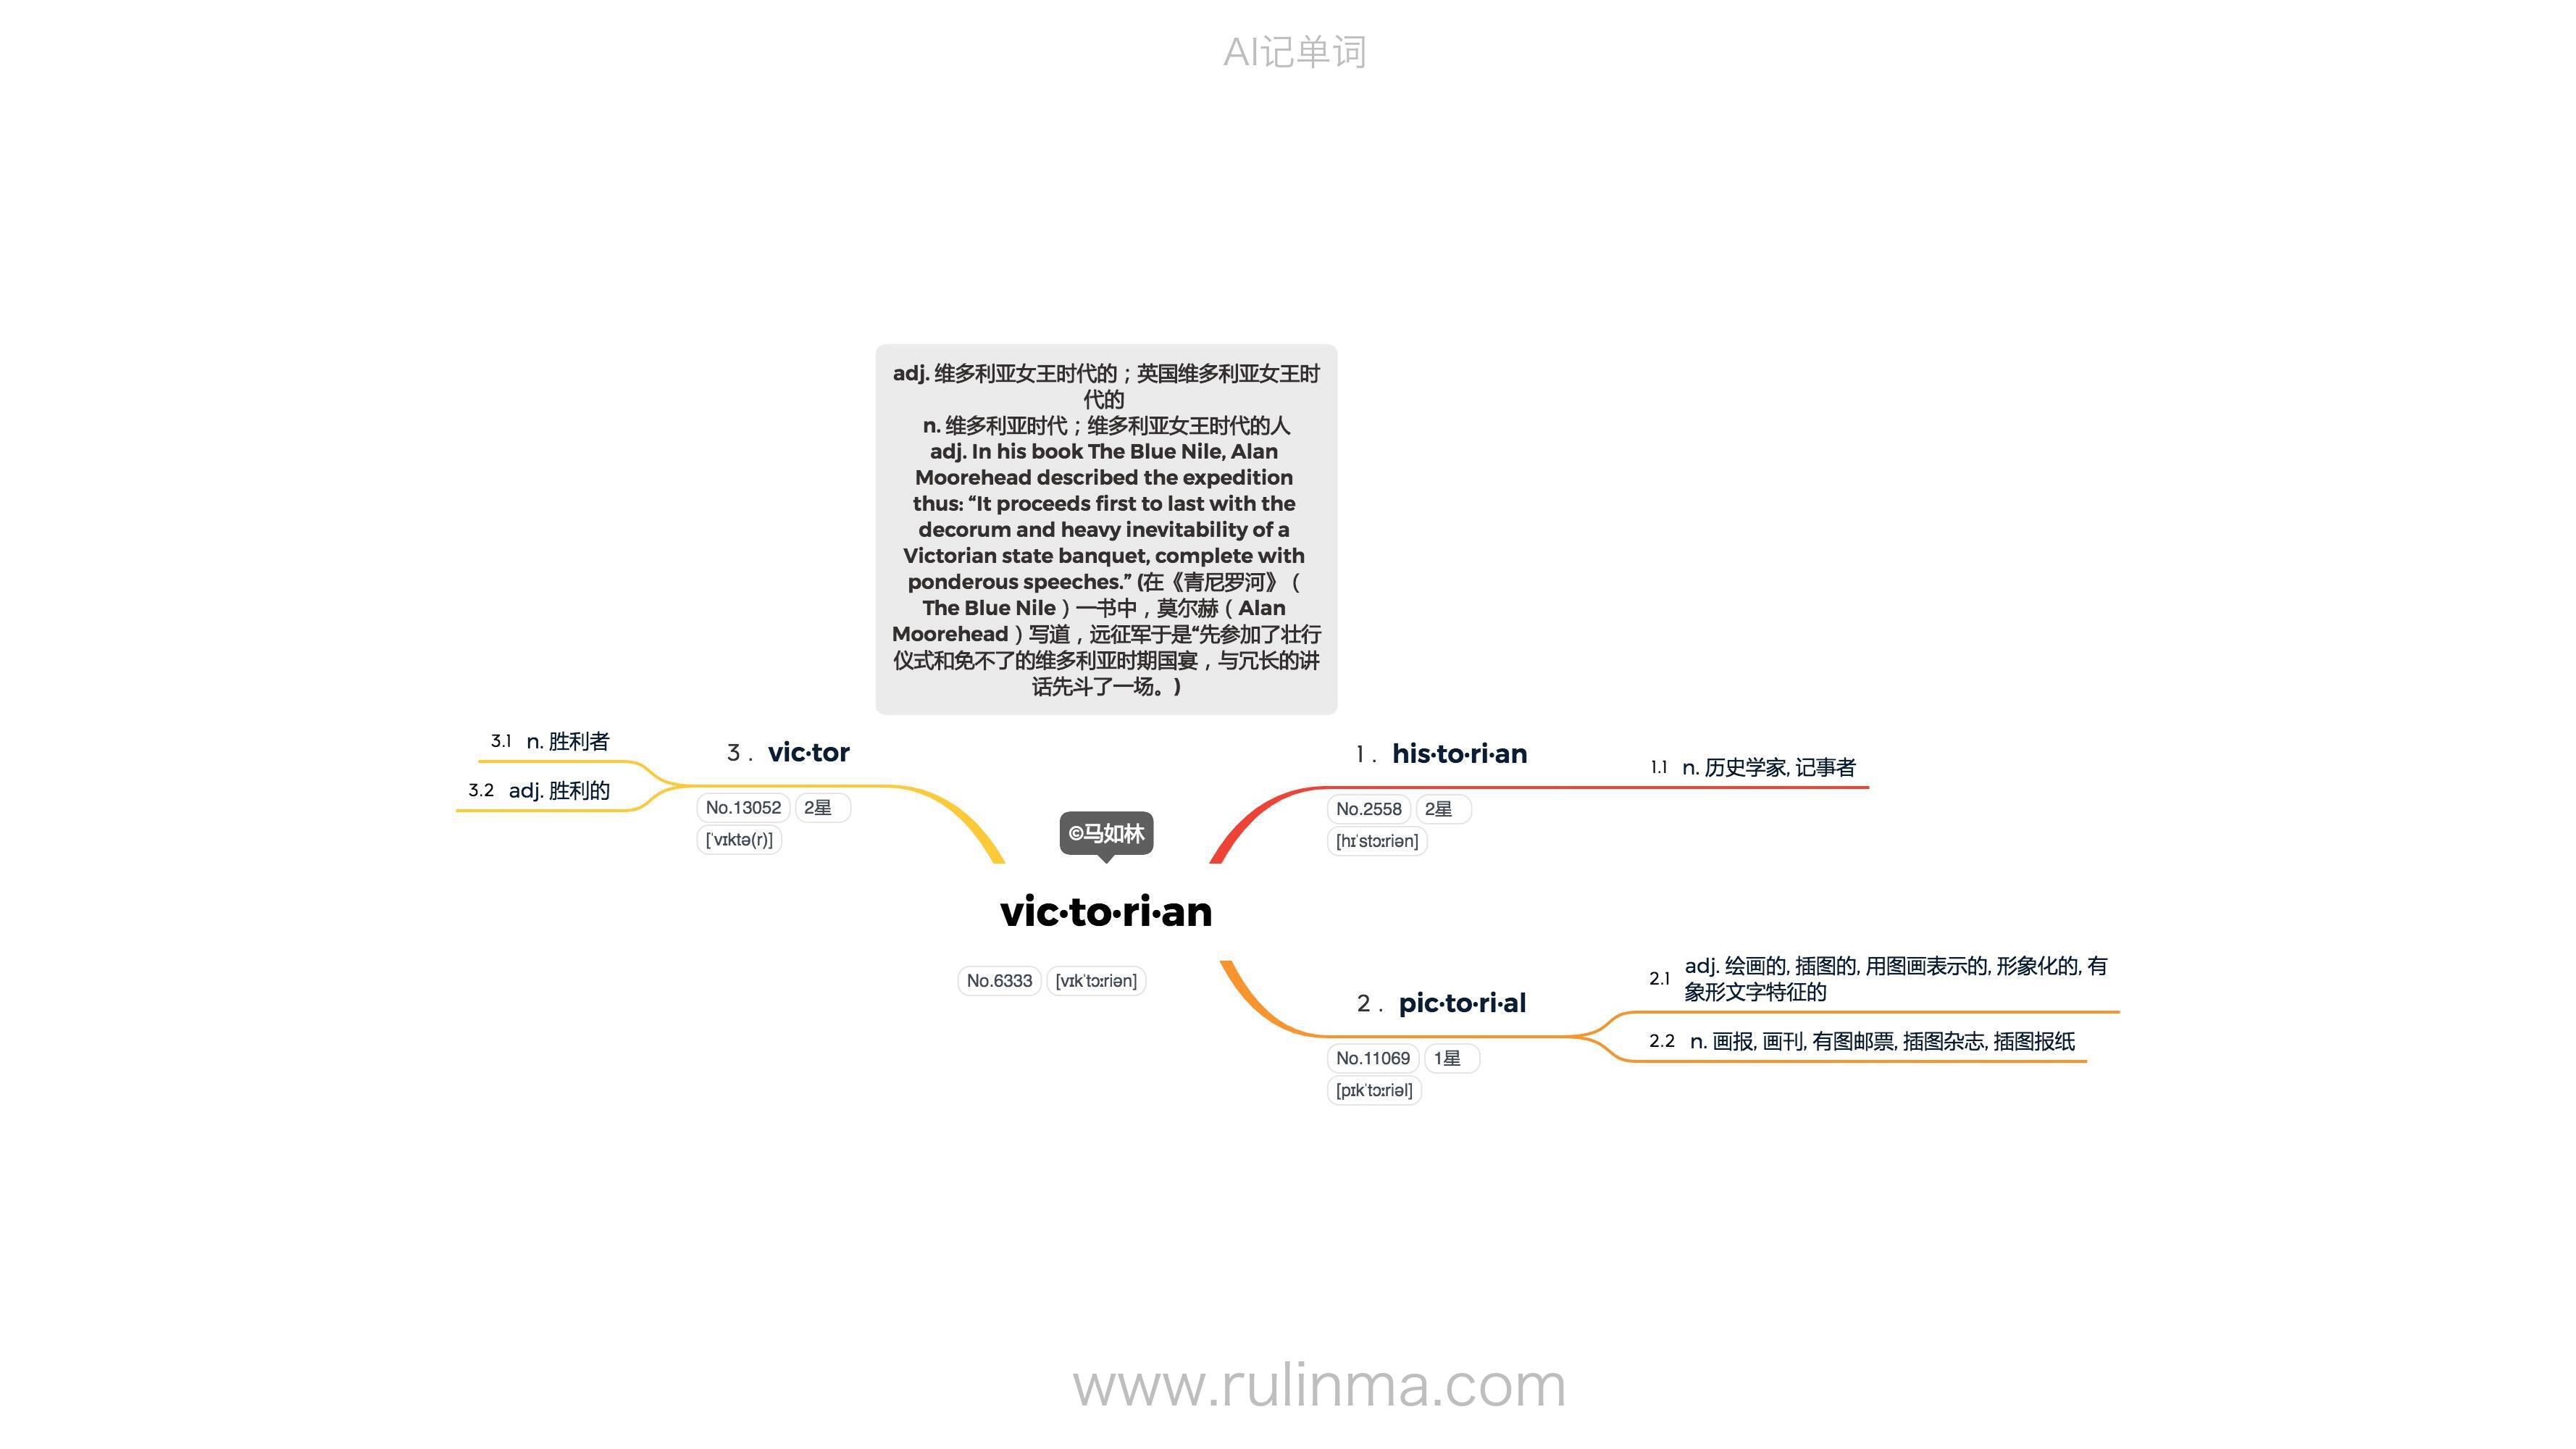 AI记单词
adj. 维多利亚女王时代的；英国维多利亚女王时
代的
n. 维多利亚时代；维多利亚女王时代的人
adj. In his book The Blue Nile, Alan
Moorehead described the expedition
thus: “It proceeds first to last with the
decorum and heavy inevitability of a
Victorian state banquet, complete with
ponderous speeches.” (在《青尼罗河》（
The Blue Nile）一书中，莫尔赫（Alan
Moorehead）写道，远征军于是“先参加了壮行
仪式和免不了的维多利亚时期国宴，与冗长的讲
话先斗了一场。)
©马如林
vic·to·ri·an
No.6333 [vɪkˈtɔːriən]
1. his·to·ri·an
No.2558 2星
[hɪˈstɔːriən]
1.1 n. 历史学家, 记事者
2. pic·to·ri·al
No.11069 1星
[pɪkˈtɔːriəl]
2.1 adj. 绘画的, 插图的, 用图画表示的, 形象化的, 有
象形文字特征的
2.2 n. 画报, 画刊, 有图邮票, 插图杂志, 插图报纸
3. vic·tor
No.13052 2星
[ˈvɪktə(r)]
3.1 n. 胜利者
3.2 adj. 胜利的
www.rulinma.com